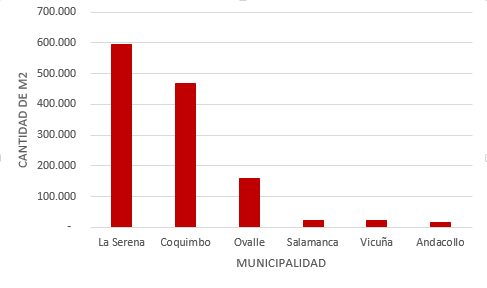 700.000
600.000
500.000
400.000
300.000
200.000
100.000
-
CANTIDAD DE M2
La Serena Coquimbo Ovalle Salamanca Vicuña Andacollo
MUNICIPALIDAD